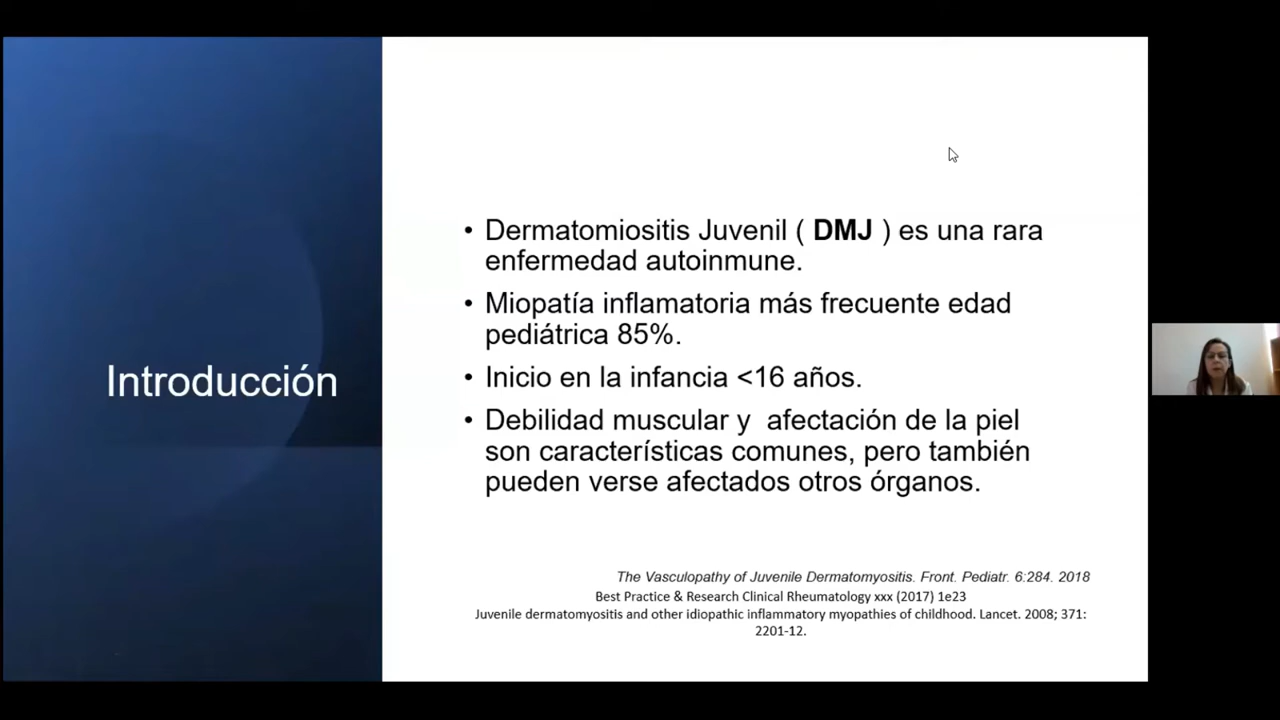 Introducción
• Dermatomiositis Juvenil ( DMJ ) es una rara
enfermedad autoinmune.
• Miopatía inflamatoria más frecuente edad
pediátrica 85%.
• Inicio en la infancia <16 años.
• Debilidad muscular y  afectación de la piel
son características comunes, pero también
pueden verse afectados otros órganos.
The Vasculopathy of Juvenile Dermatomyositis. Front. Pediatr. 6:284. 2018
Best Practice & Research Clinical Rheumatology xxx (2017) 1e23
Juvenile dermatomyositis and other idiopathic inflammatory myopathies of childhood. Lancet. 2008; 371:
2201-12.